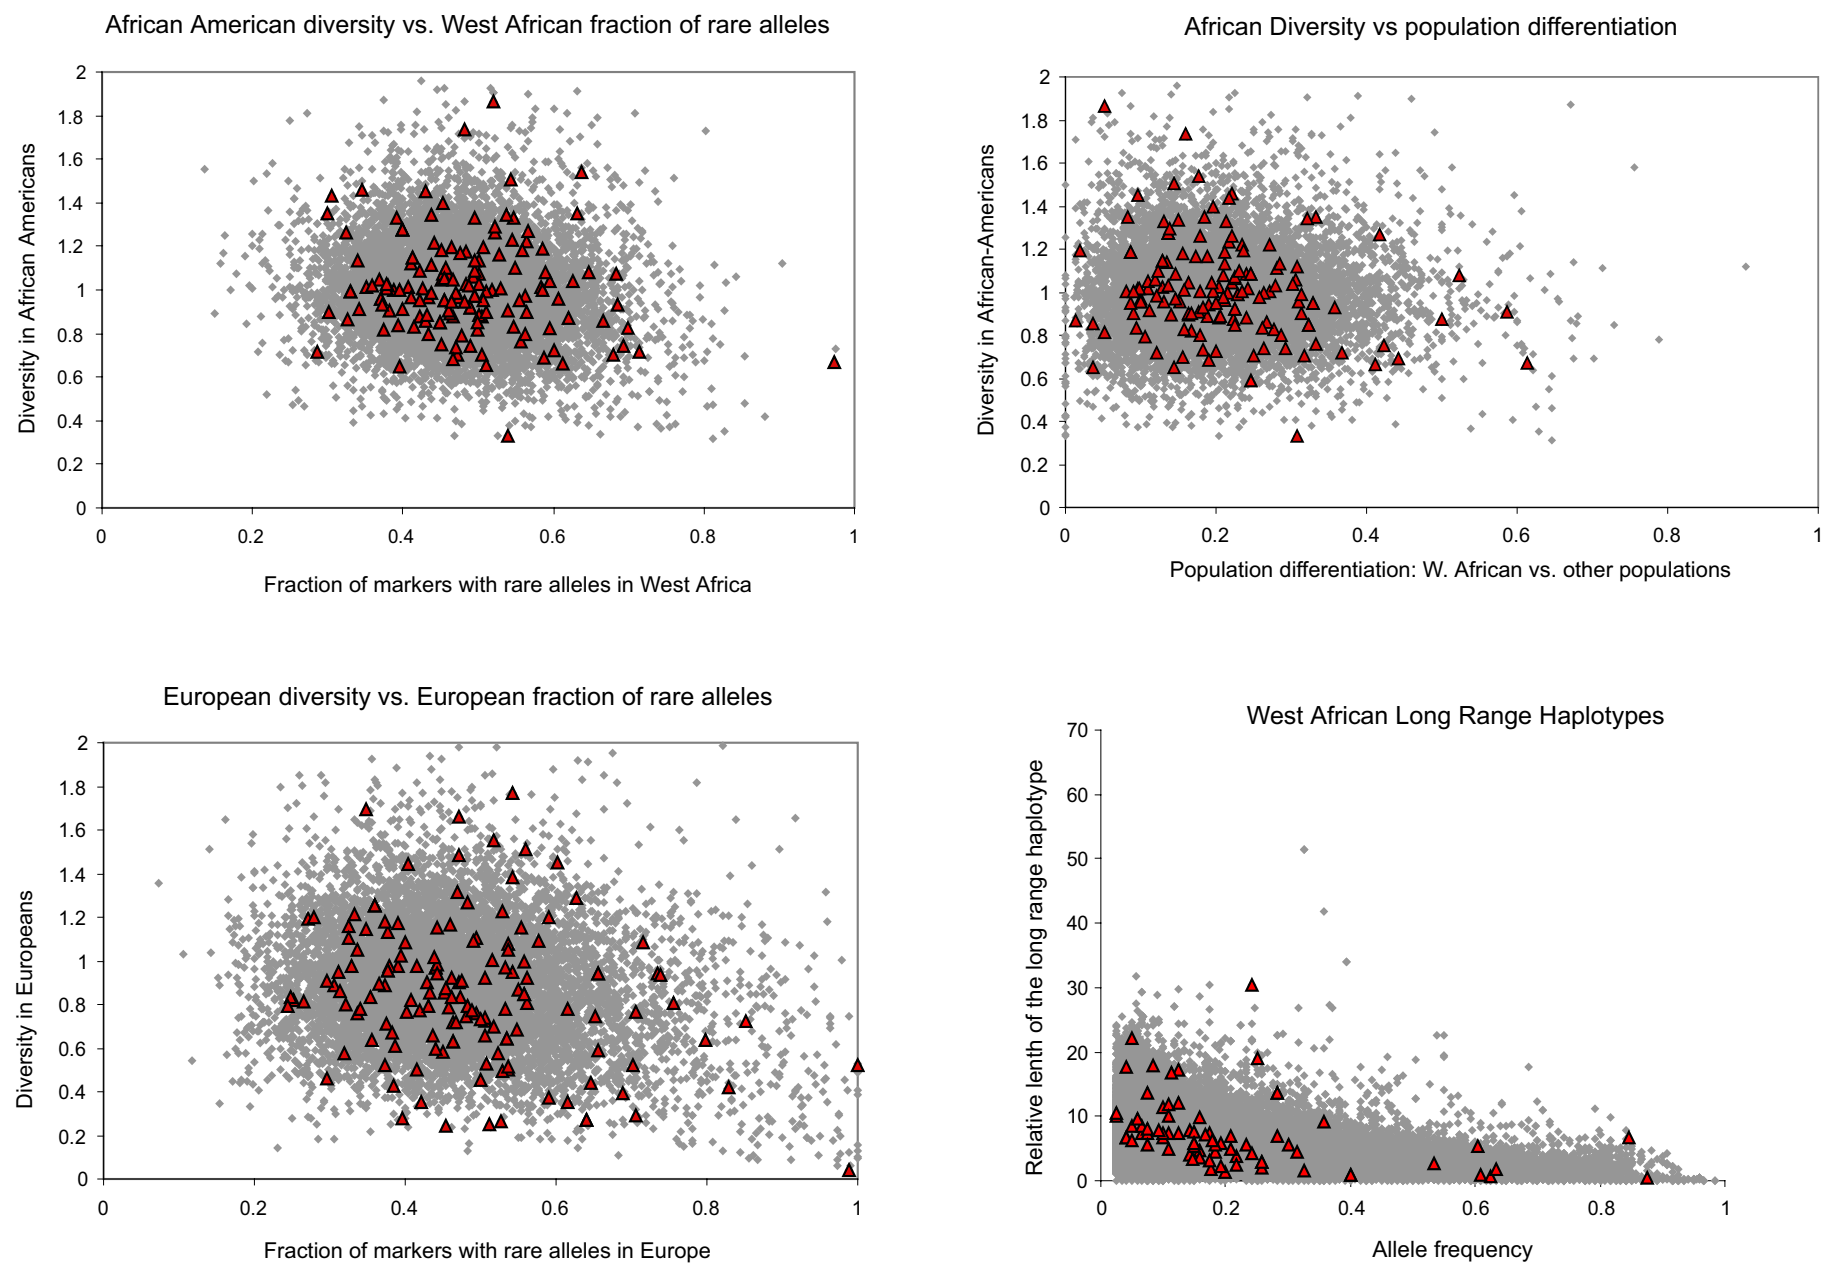 African American diversity vs. West African fraction of rare alleles
2
1.8
1.6
1.4
1.2
1
0.8
0.6
0.4
0.2
0
Diversity in African Americans
0 0.2 0.4 0.6 0.8 1
Fraction of markers with rare alleles in West Africa
African Diversity vs population differentiation
2
1.8
1.6
1.4
1.2
1
0.8
0.6
0.4
0.2
0
Diversity in African-Americans
0 0.2 0.4 0.6 0.8 1
Population differentiation: W. African vs. other populations
European diversity vs. European fraction of rare alleles
2
1.8
1.6
1.4
1.2
1
0.8
0.6
0.4
0.2
0
Diversity in Europeans
0 0.2 0.4 0.6 0.8 1
Fraction of markers with rare alleles in Europe
West African Long Range Haplotypes
70
60
50
40
30
20
10
0
Relative lenth of the long range haplotype
0 0.2 0.4 0.6 0.8 1
Allele frequency